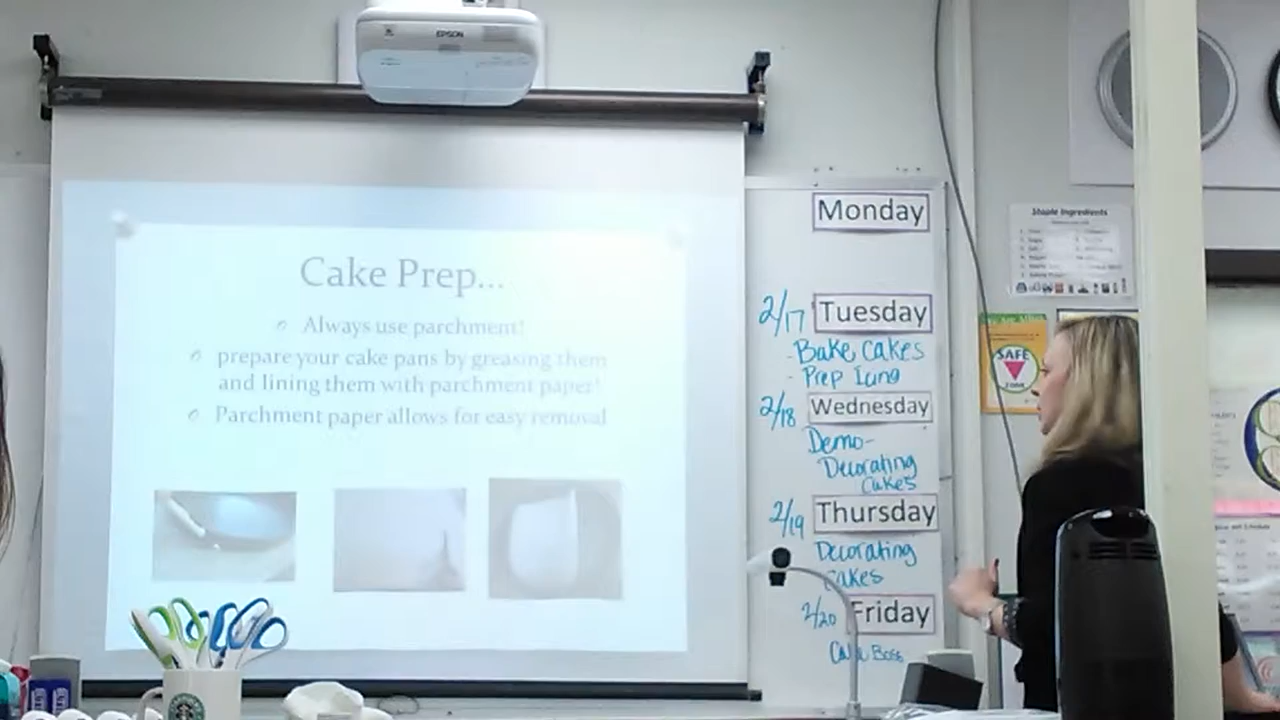 EPSON
Cake Prep...
Always use parchment!
prepare your cake pans by greasing them
and lining them with parchment paper!
Parchment paper allows for easy removal
Monday
2/17 Tuesday
- Bake cakes
- Prep Icing
2/18 Wednesday
Demo-
Decorating
Cakes
2/19 Thursday
Decorating
cakes
2/20 Friday
Boss
Staple Ingredients
SAFE
ZONE